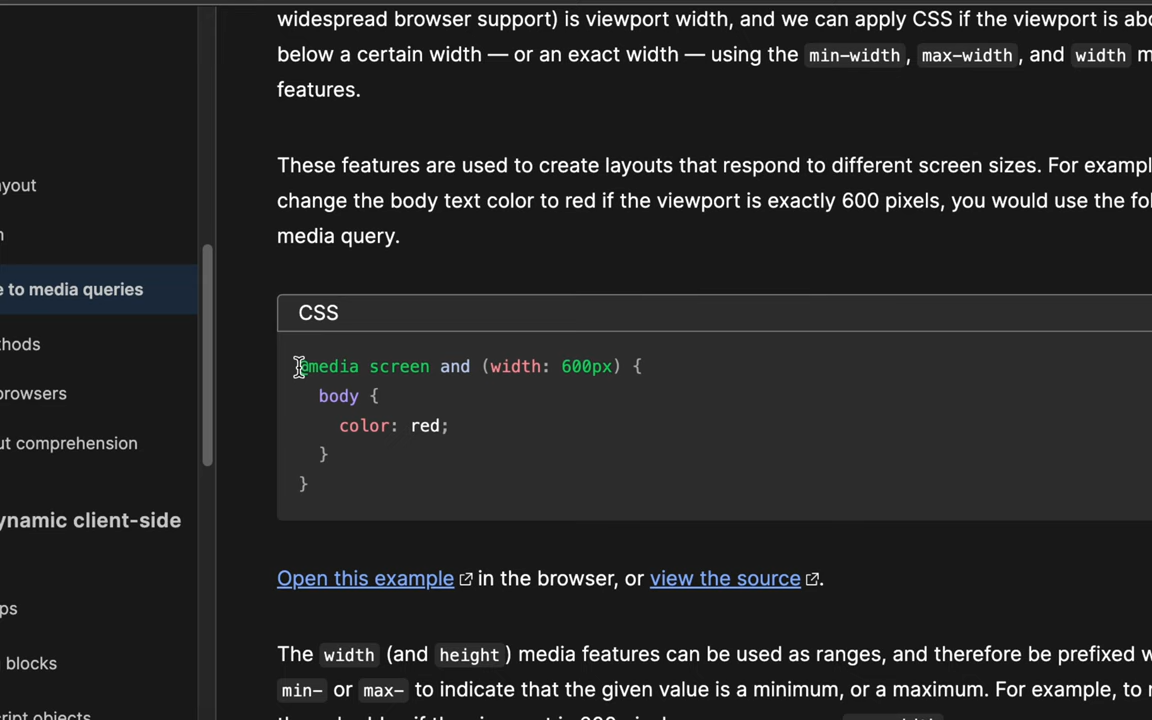 widespread browser support) is viewport width, and we can apply CSS if the viewport is
below a certain width — or an exact width — using the min-width, max-width, and width
features.
ayout
These features are used to create layouts that respond to different screen sizes. For
change the body text color to red if the viewport is exactly 600 pixels, you would use the
media query.
e to media queries
CSS
thods
@media screen and (width: 600px) {
browsers
body {
color: red;
ut comprehension
}
}
ynamic client-side
Open this example in the browser, or view the source.
ps
The width (and height) media features can be used as ranges, and therefore be prefixed
blocks
min- or max- to indicate that the given value is a minimum, or a maximum. For example, to
script objects